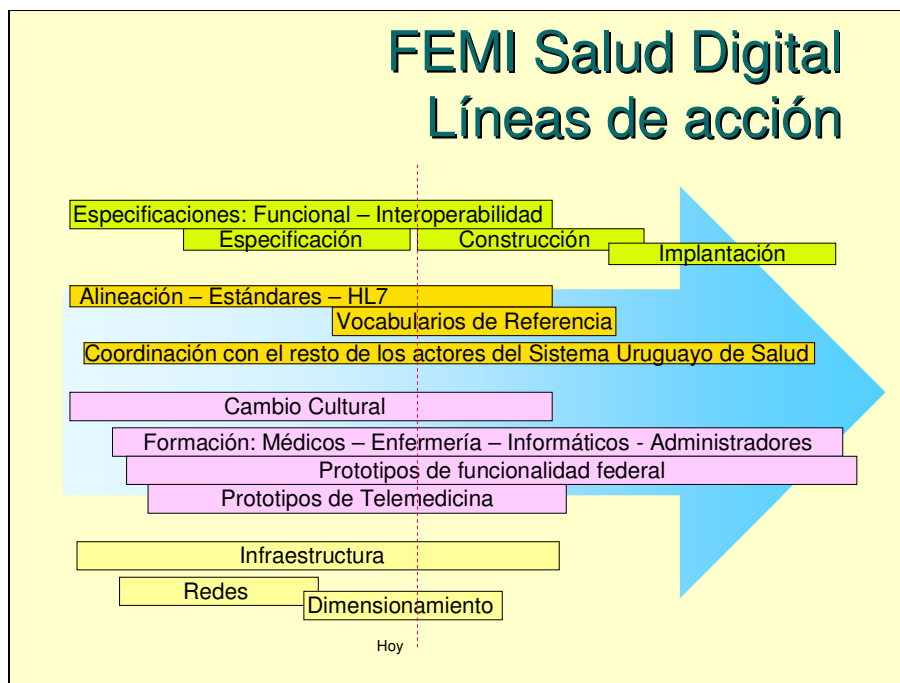 FEMI Salud Digital
Líneas de acción
Especificaciones: Funcional – Interoperabilidad
Especificación
Construcción
Implantación
Alineación – Estándares – HL7
Vocabularios de Referencia
Coordinación con el resto de los actores del Sistema Uruguayo de Salud
Cambio Cultural
Formación: Médicos – Enfermería – Informáticos - Administradores
Prototipos de funcionalidad federal
Prototipos de Telemedicina
Infraestructura
Redes
Dimensionamiento
Hoy